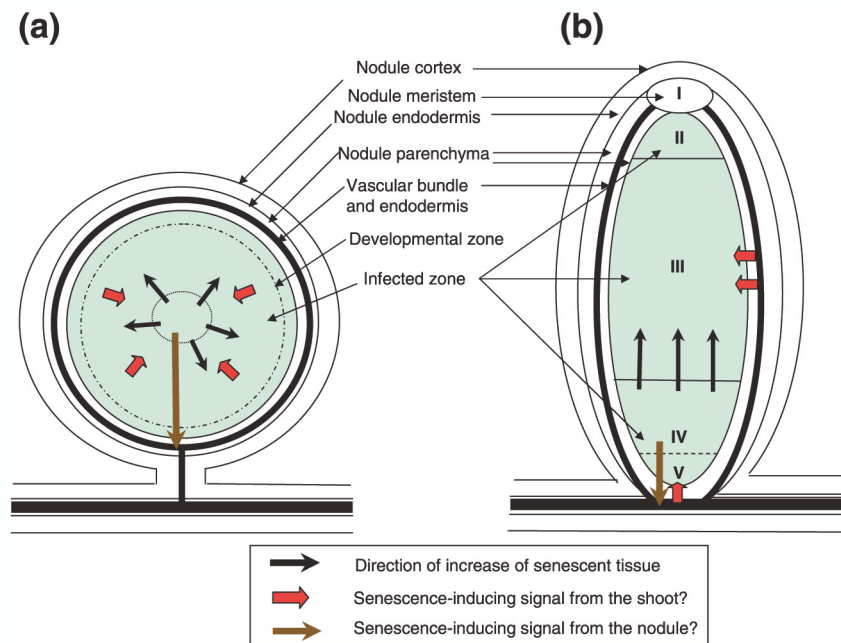 (a)
(b)
Nodule cortex
Nodule meristem
Nodule endodermis
Nodule parenchyma
Vascular bundle
and endodermis
Developmental zone
Infected zone
I
II
III
IV
V
Direction of increase of senescent tissue
Senescence-inducing signal from the shoot?
Senescence-inducing signal from the nodule?